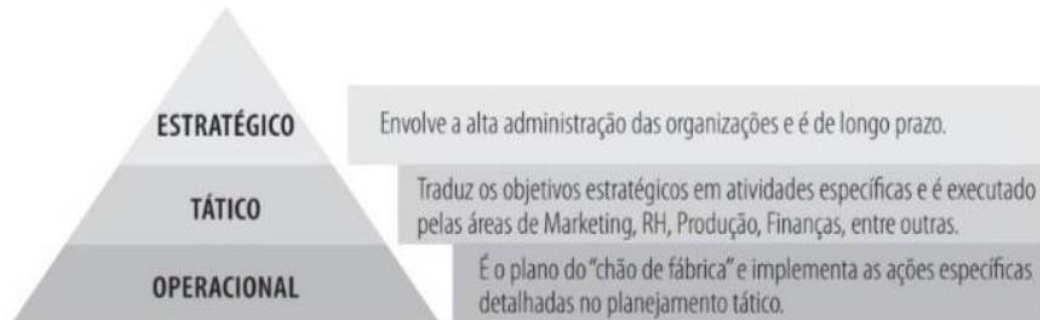 ESTRATÉGICO
Envolve a alta administração das organizações e é de longo prazo.
TÁTICO
Traduz os objetivos estratégicos em atividades específicas e é executado
pelas áreas de Marketing, RH, Produção, Finanças, entre outras.
OPERACIONAL
É o plano do “chão de fábrica” e implementa as ações específicas
detalhadas no planejamento tático.